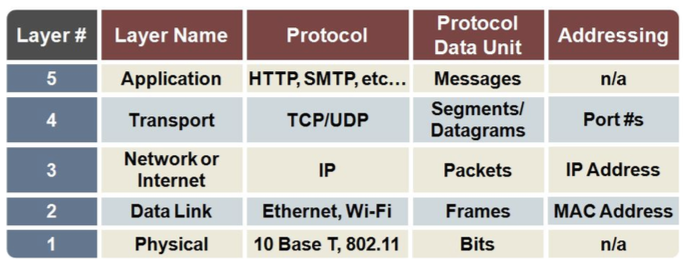 Layer # Layer Name Protocol Protocol Data Unit Addressing
5 Application HTTP, SMTP, etc... Messages n/a
4 Transport TCP/UDP Segments/ Datagrams Port #s
3 Network or Internet IP Packets IP Address
2 Data Link Ethernet, Wi-Fi Frames MAC Address
1 Physical 10 Base T, 802.11 Bits n/a